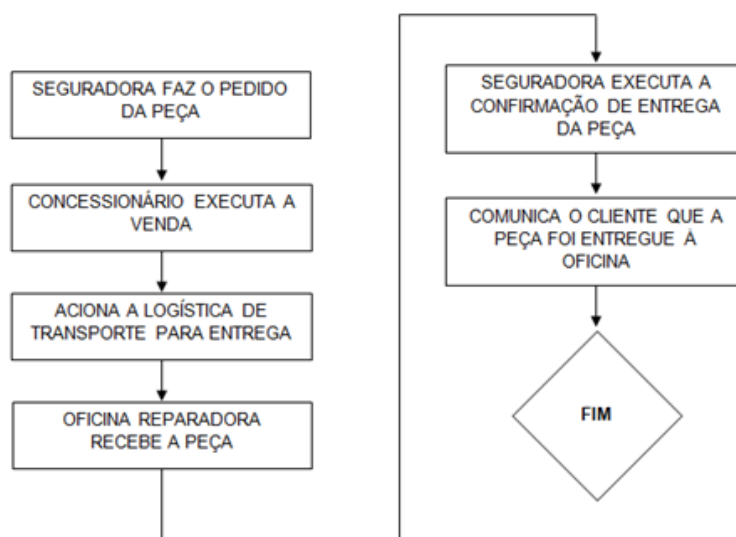 SEGURADORA FAZ O PEDIDO
DA PEÇA
CONCESSIONÁRIO EXECUTA A
VENDA
ACIONA A LOGÍSTICA DE
TRANSPORTE PARA ENTREGA
OFICINA REPARADORA
RECEBE A PEÇA
SEGURADORA EXECUTA A
CONFIRMAÇÃO DE ENTREGA
DA PEÇA
COMUNICA O CLIENTE QUE A
PEÇA FOI ENTREGUE Á
OFICINA
FIM